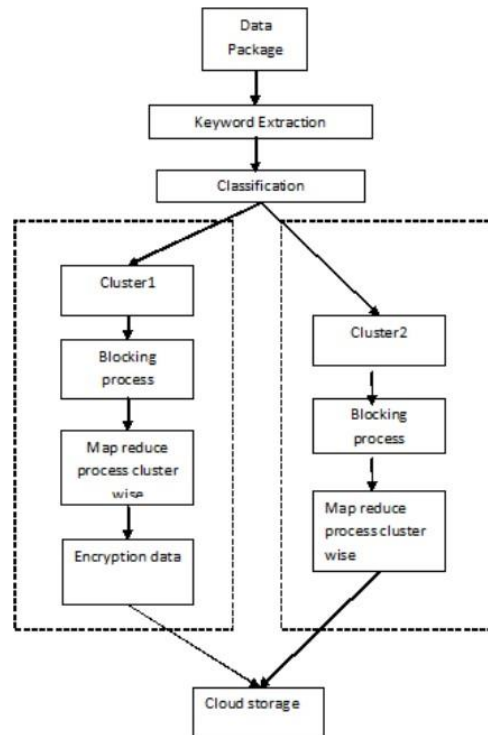 Data
Package
Keyword Extraction
Classification
Cluster1
Blocking
process
Map reduce
process cluster
wise
Encryption data
Cluster2
Blocking
process
Map reduce
process cluster
wise
Cloud storage